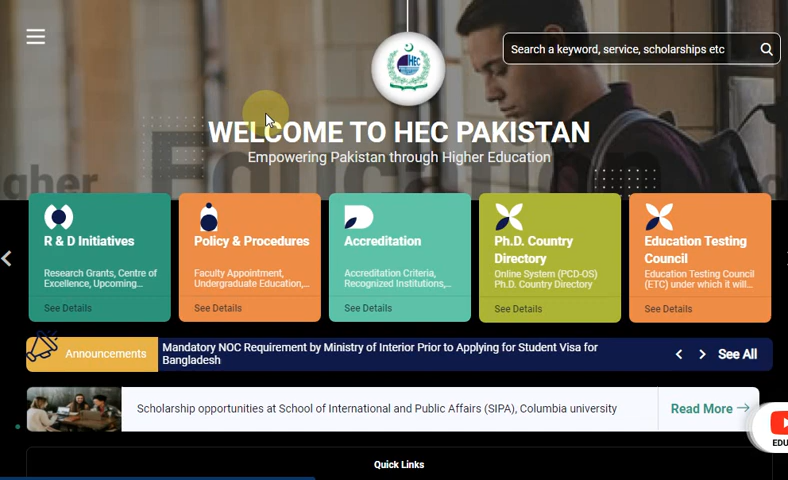 Search a keyword, service, scholarships etc
HEC
WELCOME TO HEC PAKISTAN
Empowering Pakistan through Higher Education
gher
Education
R & D Initiatives
Research Grants, Centre of
Excellence, Upcoming...
See Details
Policy & Procedures
Faculty Appointment,
Undergraduate Education,...
See Details
Accreditation
Accreditation Criteria,
Recognized Institutions,...
See Details
Ph.D. Country
Directory
Online System (PCD-OS)
Ph.D. Country Directory
See Details
Education Testing
Council
Education Testing Council
(ETC) under which it will...
See Details
Announcements
Mandatory NOC Requirement by Ministry of Interior Prior to Applying for Student Visa for
Bangladesh
See All
Scholarship opportunities at School of International and Public Affairs (SIPA), Columbia university
Read More
EDU
Quick Links